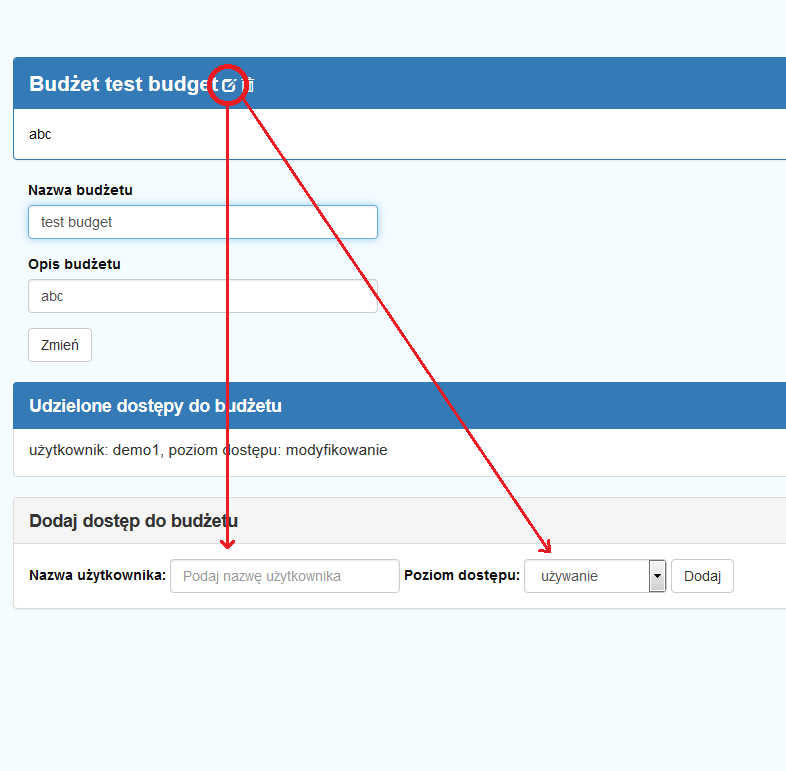 Budżet test budget
abc
Nazwa budżetu
test budget
Opis budżetu
abc
Zmień
Udzielone dostępy do budżetu
użytkownik: demo1, poziom dostępu: modyfikowanie
Dodaj dostęp do budżetu
Nazwa użytkownika: Podaj nazwę użytkownika Poziom dostępu: używanie Dodaj